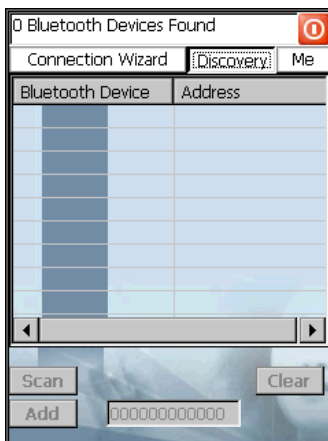 0 Bluetooth Devices Found
Connection Wizard Discovery Me
Bluetooth Device Address
Scan Clear
Add 000000000000